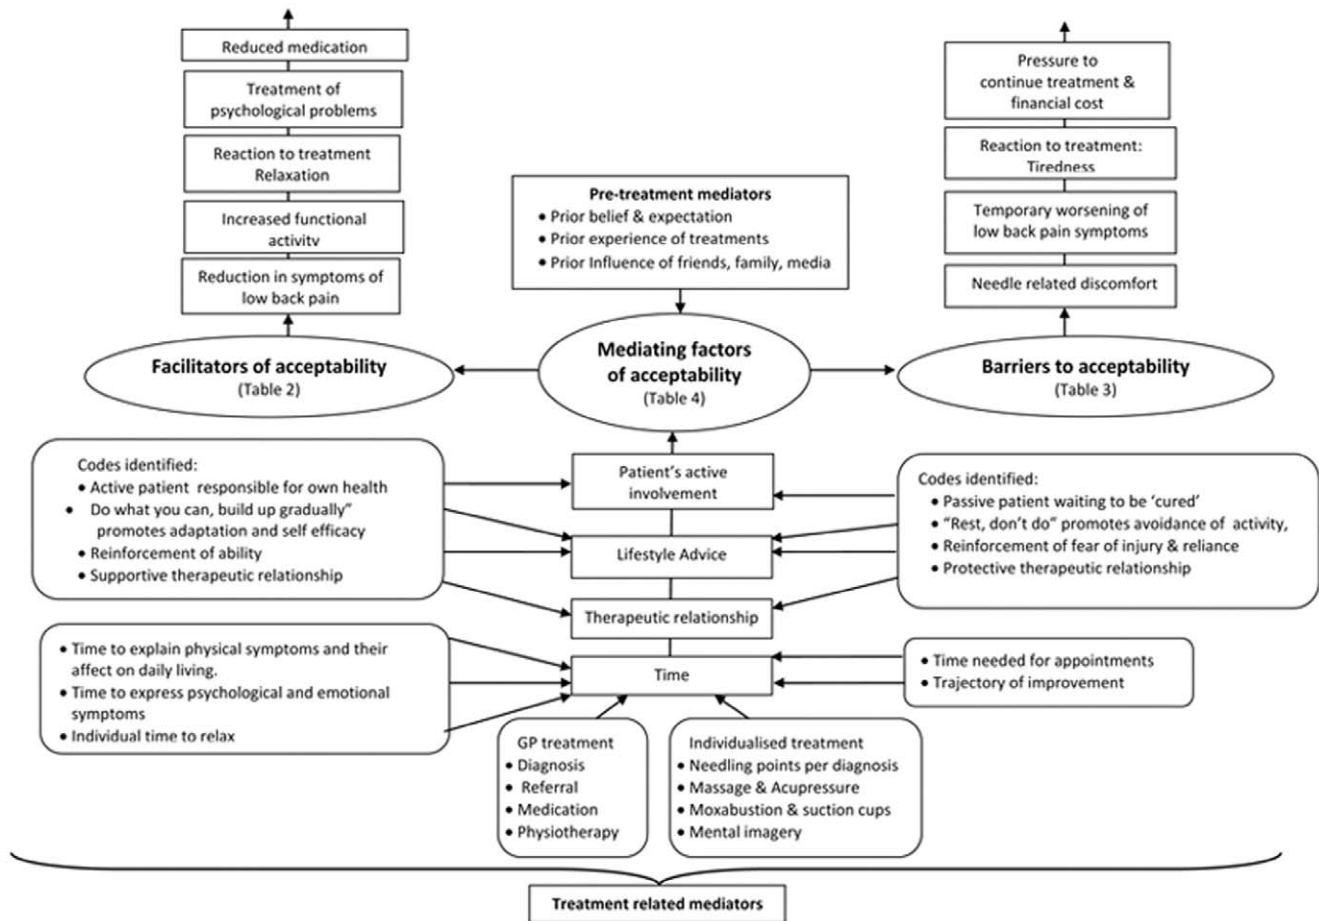 Reduced medication
Treatment of
psychological problems
Reaction to treatment
Relaxation
Increased functional
activity
Reduction in symptoms of
low back pain
Facilitators of acceptability
(Table 2)
Pre-treatment mediators
• Prior belief & expectation
• Prior experience of treatments
• Prior Influence of friends, family, media
Mediating factors
of acceptability
(Table 4)
Pressure to
continue treatment &
financial cost
Reaction to treatment:
Tiredness
Temporary worsening of
low back pain symptoms
Needle related discomfort
Barriers to acceptability
(Table 3)
Codes identified:
• Active patient responsible for own health
• Do what you can, build up gradually"
promotes adaptation and self efficacy
• Reinforcement of ability
• Supportive therapeutic relationship
Patient's active
involvement
Lifestyle Advice
Therapeutic relationship
Time
Codes identified:
• Passive patient waiting to be 'cured'
• "Rest, don't do" promotes avoidance of activity,
• Reinforcement of fear of injury & reliance
• Protective therapeutic relationship
• Time to explain physical symptoms and their
affect on daily living.
• Time to express psychological and emotional
symptoms
• Individual time to relax
• Time needed for appointments
• Trajectory of improvement
GP treatment
• Diagnosis
• Referral
• Medication
• Physiotherapy
Individualised treatment
• Needling points per diagnosis
• Massage & Acupressure
• Moxabustion & suction cups
• Mental imagery
Treatment related mediators